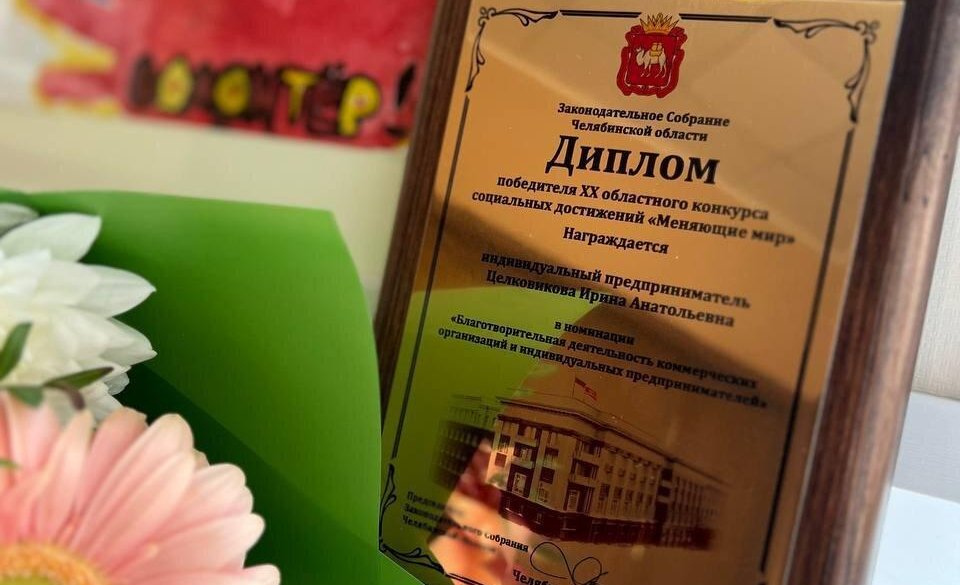 ВОЛОНТЁР!
Законодательное Собрание
Челябинской области
Диплом
победителя XX областного конкурса
социальных достижений «Меняющие мир»
Награждается
индивидуальный предприниматель
Целковикова Ирина Анатольевна
в номинации
«Благотворительная деятельность коммерческих
организаций и индивидуальных предпринимателей»
Законодательного Собрания